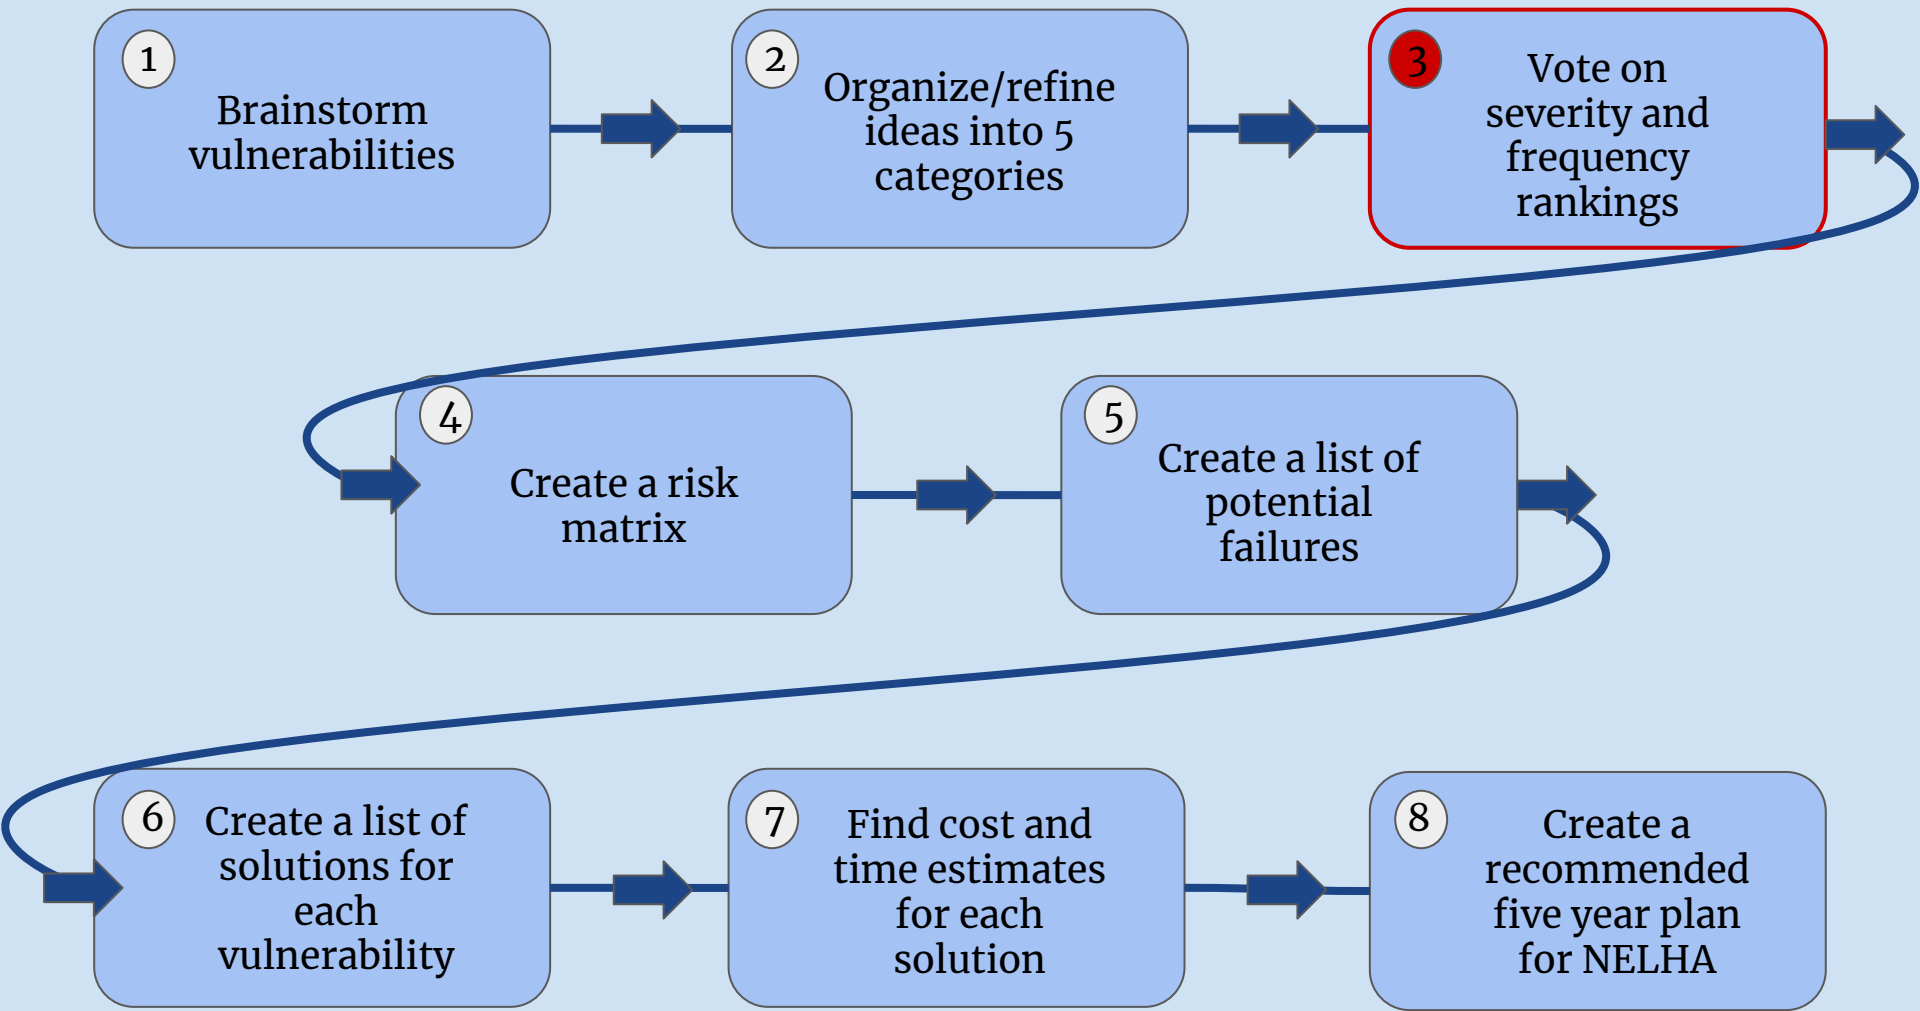 1
Brainstorm
vulnerabilities
2
Organize/refine
ideas into 5
categories
3
Vote on
severity and
frequency
rankings
4
Create a risk
matrix
5
Create a list of
potential
failures
6
Create a list of
solutions for
each
vulnerability
7
Find cost and
time estimates
for each
solution
8
Create a
recommended
five year plan
for NELHA